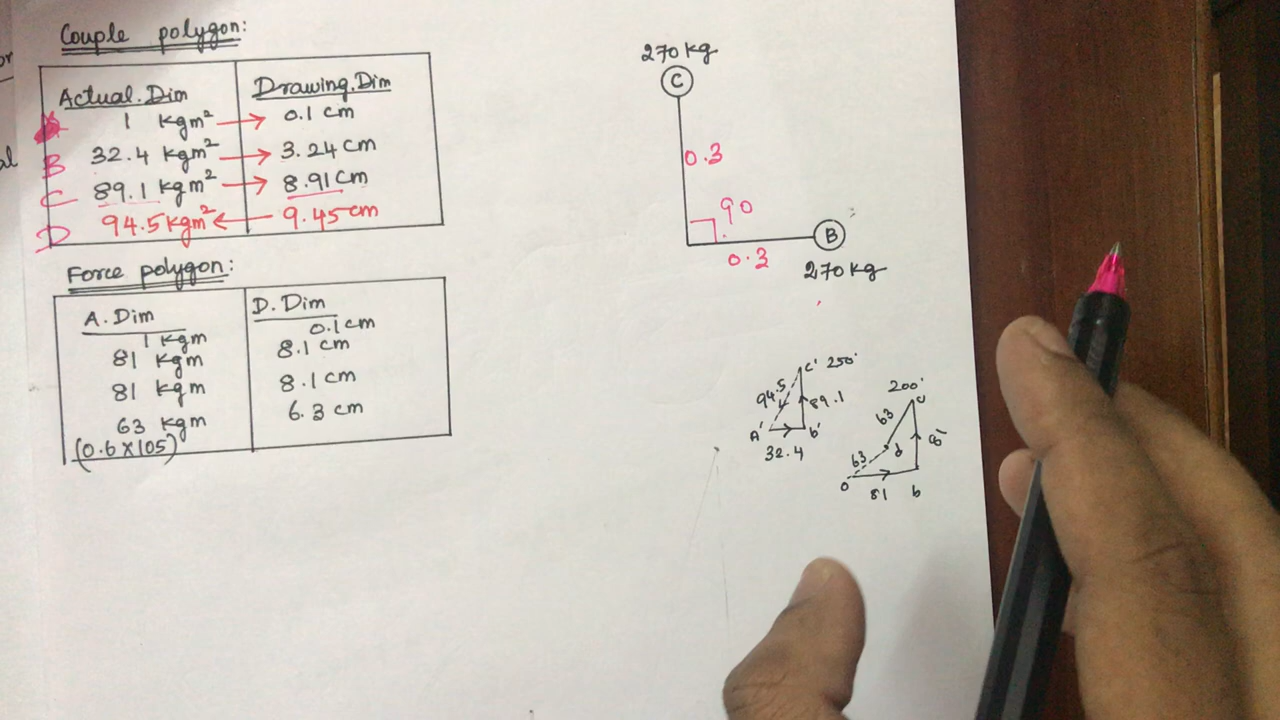 Couple polygon:
Actual.Dim Drawing.Dim
1 Kgm² → 0.1 cm
B 32.4 Kgm² → 3.24 cm
C 89.1 Kgm² → 8.91 cm
D 94.5 Kgm² ← 9.45 cm
Force polygon:
A.Dim D.Dim
1 Kgm 0.1 cm
81 Kgm 8.1 cm
81 Kgm 8.1 cm
63 Kgm 6.3 cm
(0.6×105)
270 kg
C
0.3
90
B
0.3
270 kg
C' 250°
94.5
89.1
A' b'
32.4
200°
63
d
63
o 81 b